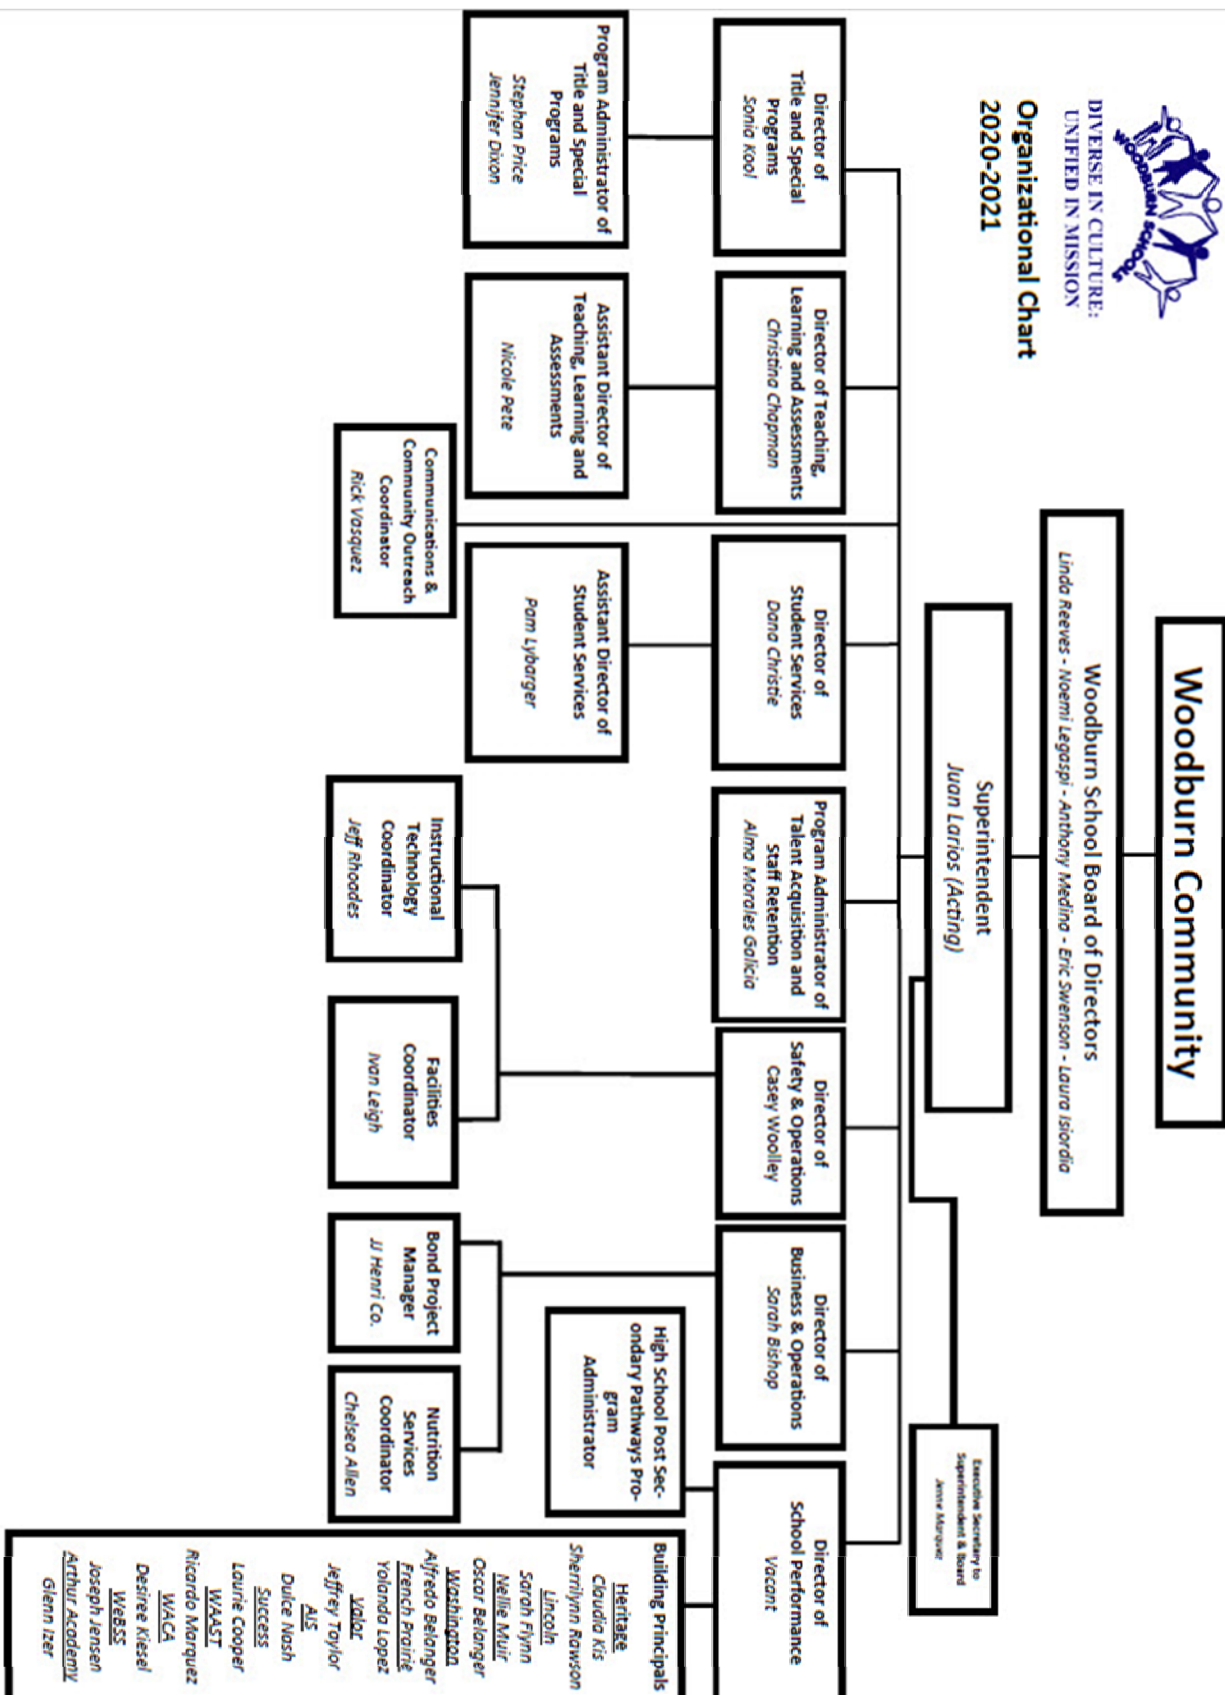 WOODBURN SCHOOLS
DIVERSE IN CULTURE:
UNIFIED IN MISSION
Organizational Chart
2020-2021
Woodburn Community
Woodburn School Board of Directors
Linda Reeves - Noemi Legaspi - Anthony Medina - Eric Swenson - Laura Isiordia
Superintendent
Juan Larios (Acting)
Executive Secretary to
Superintendent & Board
Jenne Marquez
Director of
Title and Special
Programs
Sonia Kool
Director of Teaching,
Learning and Assessments
Christina Chapman
Director of
Student Services
Dana Christie
Program Administrator of
Talent Acquisition and
Staff Retention
Alma Morales Galicia
Director of
Safety & Operations
Casey Woolley
Director of
Business & Operations
Sarah Bishop
Director of
School Performance
Vacant
Program Administrator of
Title and Special
Programs
Stephan Price
Jennifer Dixon
Assistant Director of
Teaching, Learning and
Assessments
Nicole Pete
Assistant Director of
Student Services
Pam Lybarger
High School Post Sec-
ondary Pathways Pro-
gram
Administrator
Communications &
Community Outreach
Coordinator
Rick Vasquez
Instructional
Technology
Coordinator
Jeff Rhoades
Facilities
Coordinator
Ivan Leigh
Bond Project
Manager
JJ Henri Co.
Nutrition
Services
Coordinator
Chelsea Allen
Building Principals
Heritage
Claudia Kis
Sherrilynn Rawson
Lincoln
Sarah Flynn
Oscar Belanger
Nellie Muir
Washington
Alfredo Belanger
French Prairie
Yolanda Lopez
Valor
Jeffrey Taylor
AIS
Dulce Nash
Success
Laurie Cooper
WAAST
Ricardo Marquez
WACA
Desiree Kiesel
WeBSS
Joseph Jensen
Arthur Academy
Glenn Izer